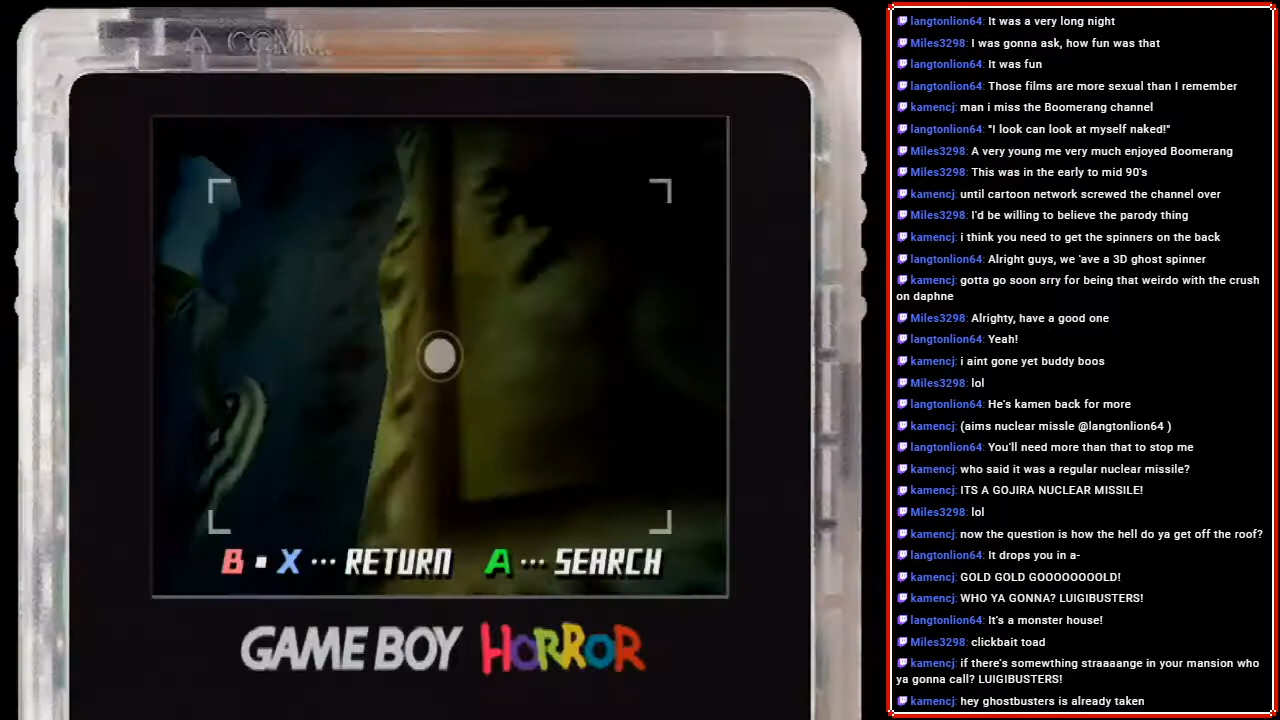 A COMM...
B ▪ X ... RETURN A ... SEARCH
GAME BOY HORROR
langtonlion64: It was a very long night
Miles3298: I was gonna ask, how fun was that
langtonlion64: It was fun
langtonlion64: Those films are more sexual than I remember
kamencj: man i miss the Boomerang channel
langtonlion64: "I look can look at myself naked!"
Miles3298: A very young me very much enjoyed Boomerang
Miles3298: This was in the early to mid 90's
kamencj: until cartoon network screwed the channel over
Miles3298: I'd be willing to believe the parody thing
kamencj: i think you need to get the spinners on the back
langtonlion64: Alright guys, we 'ave a 3D ghost spinner
kamencj: gotta go soon srry for being that weirdo with the crush
on daphne
Miles3298: Alrighty, have a good one
langtonlion64: Yeah!
kamencj: i aint gone yet buddy boos
Miles3298: lol
langtonlion64: He's kamen back for more
kamencj: (aims nuclear missle @langtonlion64 )
langtonlion64: You'll need more than that to stop me
kamencj: who said it was a regular nuclear missile?
kamencj: ITS A GOJIRA NUCLEAR MISSILE!
Miles3298: lol
kamencj: now the question is how the hell do ya get off the roof?
langtonlion64: It drops you in a-
kamencj: GOLD GOLD GOOOOOOOOLD!
kamencj: WHO YA GONNA? LUIGIBUSTERS!
langtonlion64: It's a monster house!
Miles3298: clickbait toad
kamencj: if there's somewthing straaaange in your mansion who
ya gonna call? LUIGIBUSTERS!
kamencj: hey ghostbusters is already taken